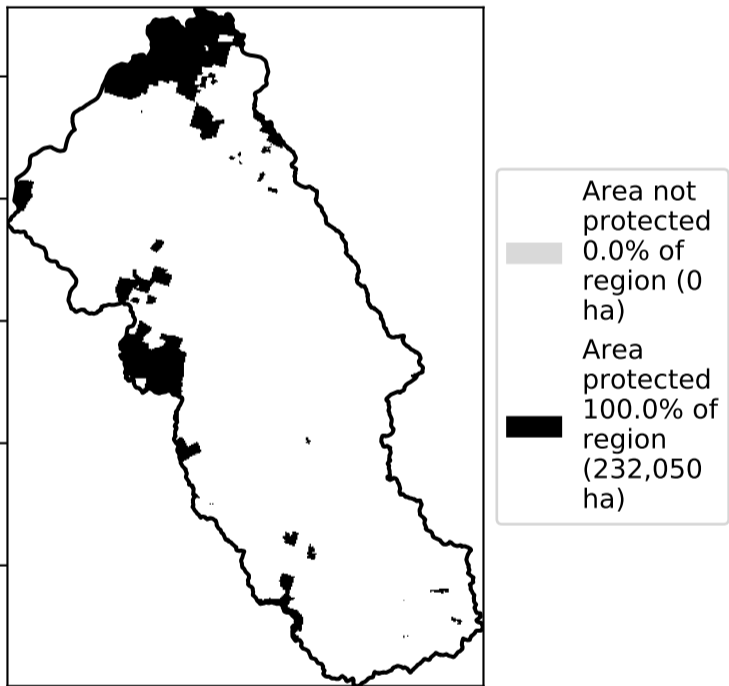 Area not
protected
0.0% of
region (0
ha)
Area
protected
100.0% of
region
(232,050
ha)